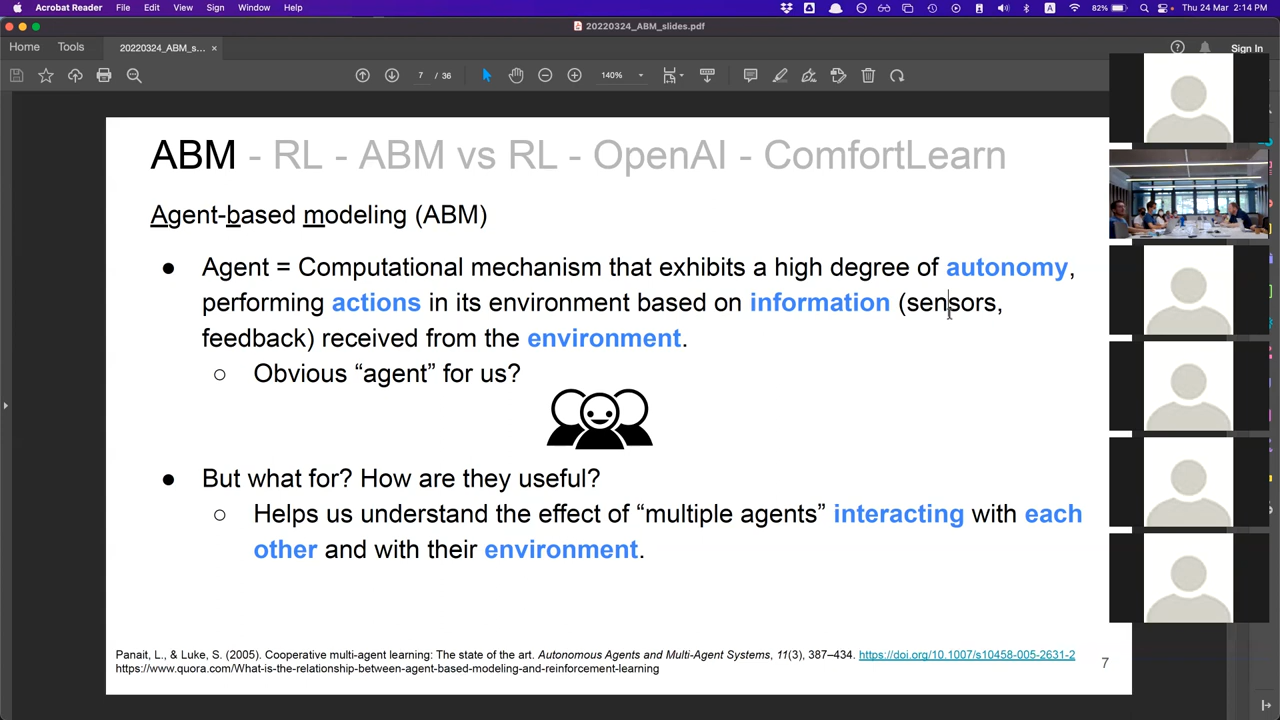 Acrobat Reader File Edit View Sign Window Help 82% A Thu 24 Mar 2:14 PM
20220324_ABM_slides.pdf
Home Tools 20220324_ABM_s... × Sign In
7 / 36 140%
ABM - RL - ABM vs RL - OpenAI - ComfortLearn
Agent-based modeling (ABM)
● Agent = Computational mechanism that exhibits a high degree of autonomy,
performing actions in its environment based on information (sensors,
feedback) received from the environment.
○ Obvious “agent” for us?
● But what for? How are they useful?
○ Helps us understand the effect of “multiple agents” interacting with each
other and with their environment.
Panait, L., & Luke, S. (2005). Cooperative multi-agent learning: The state of the art. Autonomous Agents and Multi-Agent Systems, 11(3), 387–434. https://doi.org/10.1007/s10458-005-2631-2
https://www.quora.com/What-is-the-relationship-between-agent-based-modeling-and-reinforcement-learning
7